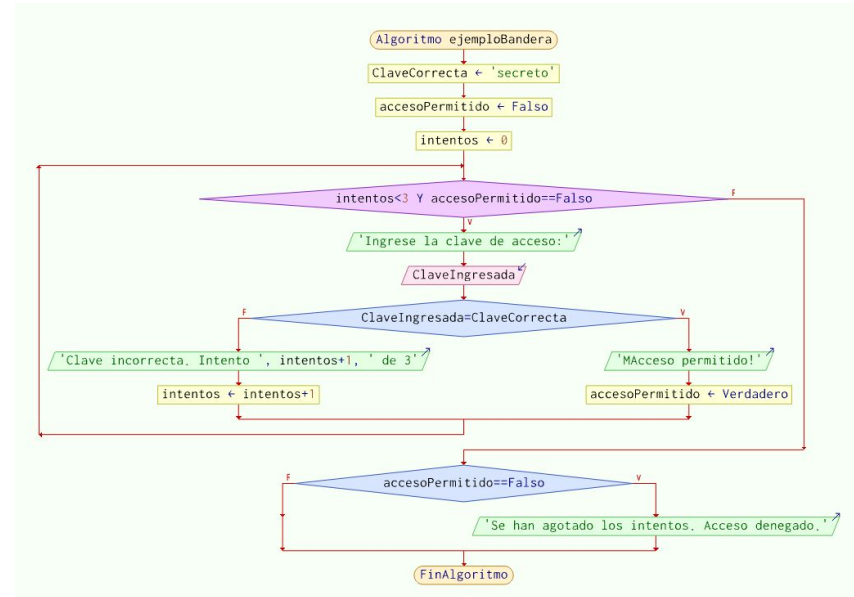 Algoritmo ejemploBandera
ClaveCorrecta ← 'secreto'
accesoPermitido ← Falso
intentos ← 0
intentos<3 Y accesoPermitido==Falso
F
V
'Ingrese la clave de acceso:'
ClaveIngresada
ClaveIngresada=ClaveCorrecta
F
V
'Clave incorrecta. Intento ', intentos+1, ' de 3'
'MAcceso permitido!'
intentos ← intentos+1
accesoPermitido ← Verdadero
accesoPermitido==Falso
F
V
'Se han agotado los intentos. Acceso denegado.'
FinAlgoritmo